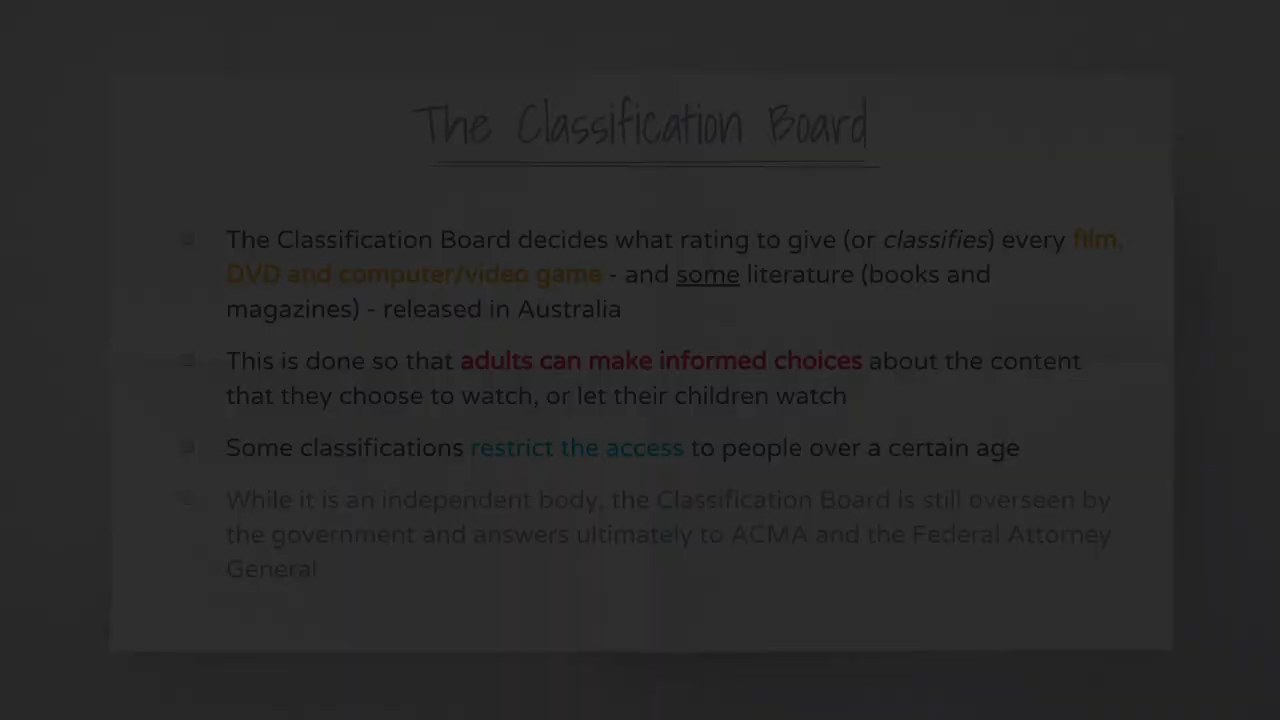 The Classification Board
The Classification Board decides what rating to give (or classifies) every film,
DVD and computer/video game - and some literature (books and
magazines) - released in Australia
This is done so that adults can make informed choices about the content
that they choose to watch, or let their children watch
Some classifications restrict the access to people over a certain age
While it is an independent body, the Classification Board is still overseen by
the government and answers ultimately to ACMA and the Federal Attorney
General